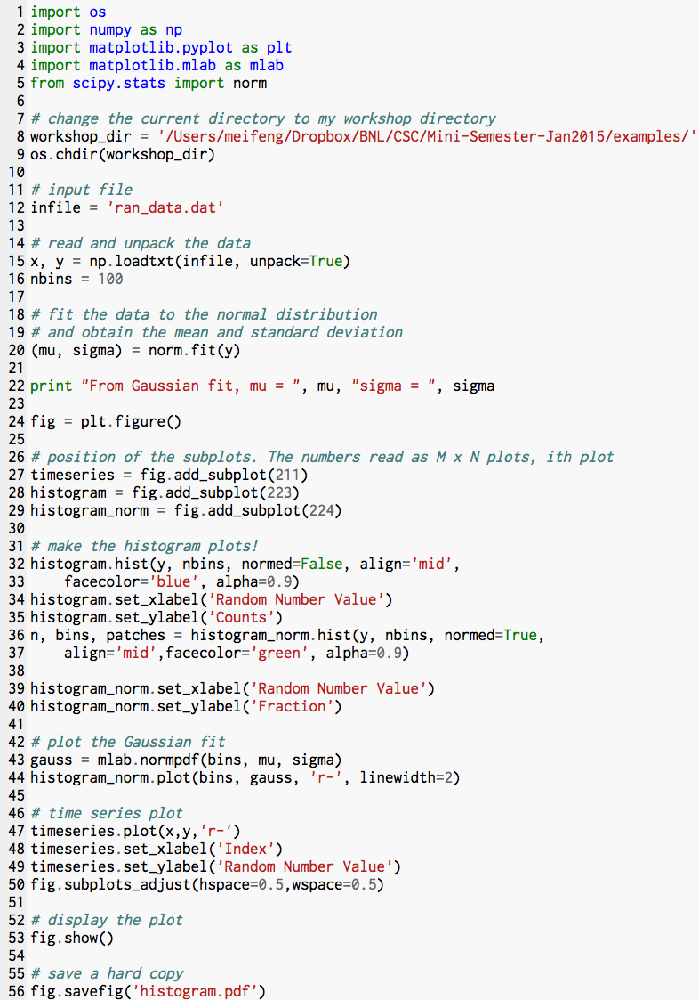 1 import os
2 import numpy as np
3 import matplotlib.pyplot as plt
4 import matplotlib.mlab as mlab
5 from scipy.stats import norm
6
7 # change the current directory to my workshop directory
8 workshop_dir = '/Users/meifeng/Dropbox/BNL/CSC/Mini-Semester-Jan2015/examples/'
9 os.chdir(workshop_dir)
10
11 # input file
12 infile = 'ran_data.dat'
13
14 # read and unpack the data
15 x, y = np.loadtxt(infile, unpack=True)
16 nbins = 100
17
18 # fit the data to the normal distribution
19 # and obtain the mean and standard deviation
20 (mu, sigma) = norm.fit(y)
21
22 print "From Gaussian fit, mu = ", mu, "sigma = ", sigma
23
24 fig = plt.figure()
25
26 # position of the subplots. The numbers read as M x N plots, ith plot
27 timeseries = fig.add_subplot(211)
28 histogram = fig.add_subplot(223)
29 histogram_norm = fig.add_subplot(224)
30
31 # make the histogram plots!
32 histogram.hist(y, nbins, normed=False, align='mid',
33     facecolor='blue', alpha=0.9)
34 histogram.set_xlabel('Random Number Value')
35 histogram.set_ylabel('Counts')
36 n, bins, patches = histogram_norm.hist(y, nbins, normed=True,
37     align='mid',facecolor='green', alpha=0.9)
38
39 histogram_norm.set_xlabel('Random Number Value')
40 histogram_norm.set_ylabel('Fraction')
41
42 # plot the Gaussian fit
43 gauss = mlab.normpdf(bins, mu, sigma)
44 histogram_norm.plot(bins, gauss, 'r-', linewidth=2)
45
46 # time series plot
47 timeseries.plot(x,y,'r-')
48 timeseries.set_xlabel('Index')
49 timeseries.set_ylabel('Random Number Value')
50 fig.subplots_adjust(hspace=0.5,wspace=0.5)
51
52 # display the plot
53 fig.show()
54
55 # save a hard copy
56 fig.savefig('histogram.pdf')